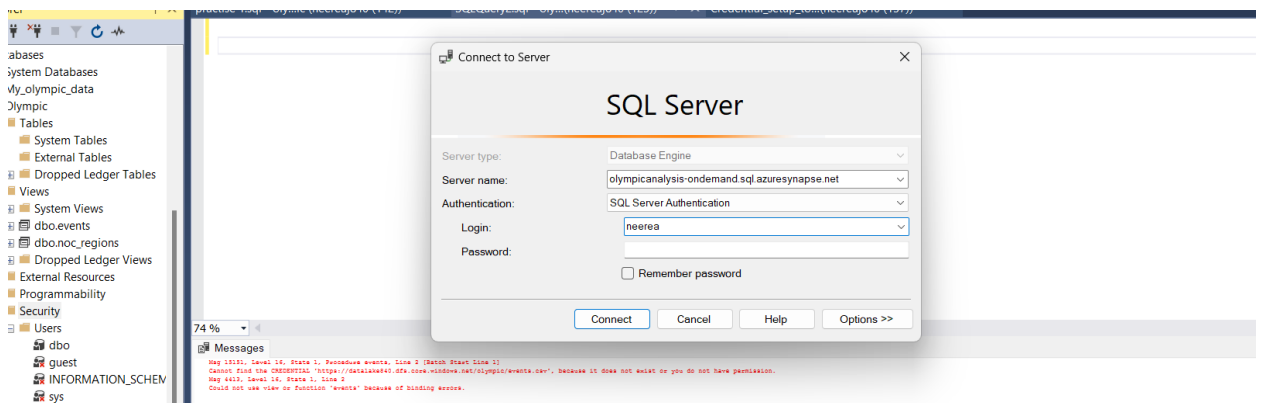 System Databases
My_olympic_data
Olympic
Tables
System Tables
External Tables
Dropped Ledger Tables
Views
System Views
dbo.events
dbo.noc_regions
Dropped Ledger Views
External Resources
Programmability
Security
Users
dbo
guest
INFORMATION_SCHEM
sys
Connect to Server
SQL Server
Server type: Database Engine
Server name: olympicanalysis-ondemand.sql.azuresynapse.net
Authentication: SQL Server Authentication
Login: neerea
Password:
Remember password
Connect Cancel Help Options >>
74 %
Messages
Msg 15151, Level 16, State 1, Procedure events, Line 2 [Batch Start Line 1]
Cannot find the CREDENTIAL 'https://datalake840.dfs.core.windows.net/olympic/events.csv', because it does not exist or you do not have permission.
Msg 4413, Level 16, State 1, Line 2
Could not use view or function 'events' because of binding errors.